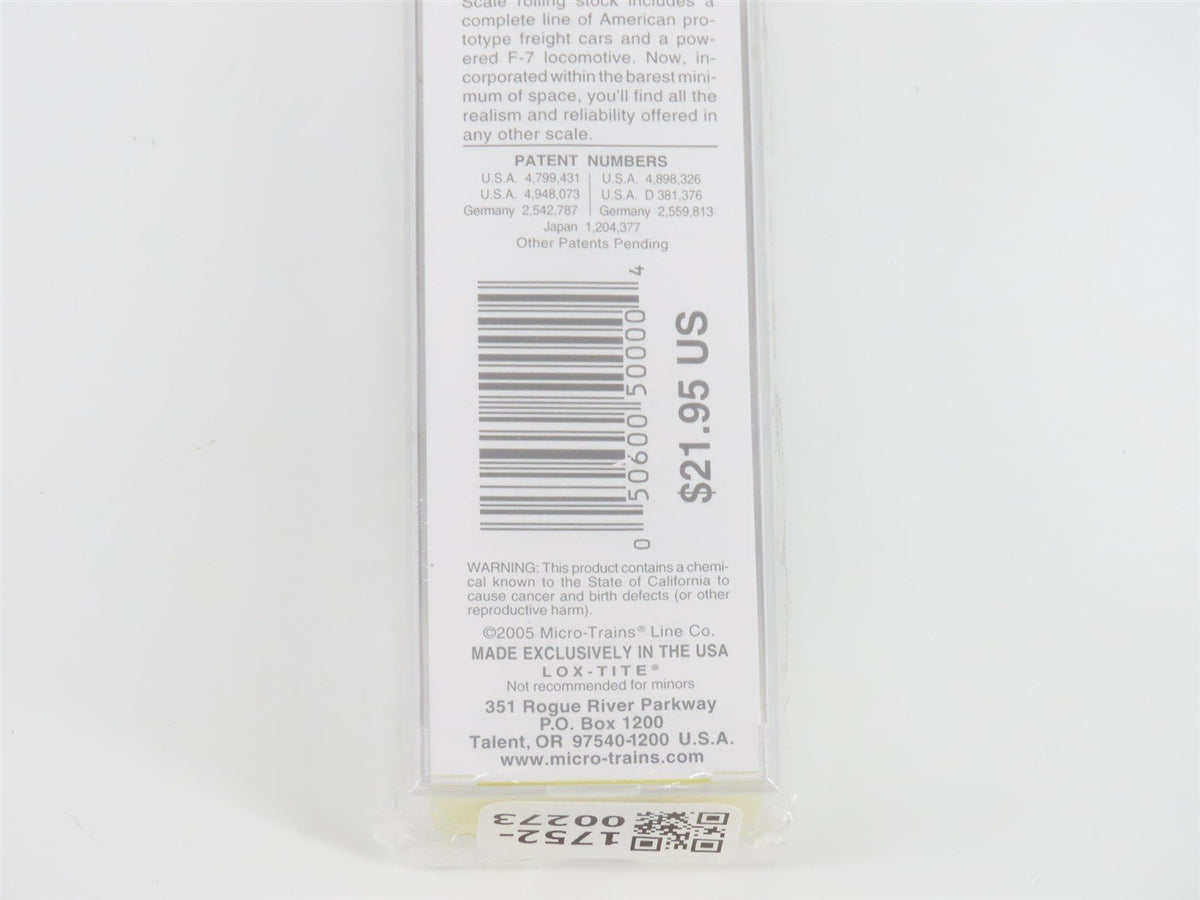 Scale rolling stock includes a
complete line of American pro-
totype freight cars and a pow-
ered F-7 locomotive. Now, in-
corporated within the barest mini-
mum of space, you'll find all the
realism and reliability offered in
any other scale.
PATENT NUMBERS
U.S.A. 4,799,431 U.S.A. 4,898,326
U.S.A. 4,948,073 U.S.A. D 381,376
Germany 2,542,787 Germany 2,559,813
Japan 1,204,377
Other Patents Pending
0 50600 50000 4
$21.95 US
WARNING: This product contains a chemi-
cal known to the State of California to
cause cancer and birth defects (or other
reproductive harm).
©2005 Micro-Trains® Line Co.
MADE EXCLUSIVELY IN THE USA
LOX-TITE®
Not recommended for minors
351 Rogue River Parkway
P.O. Box 1200
Talent, OR 97540-1200 U.S.A.
www.micro-trains.com
1752-
00273